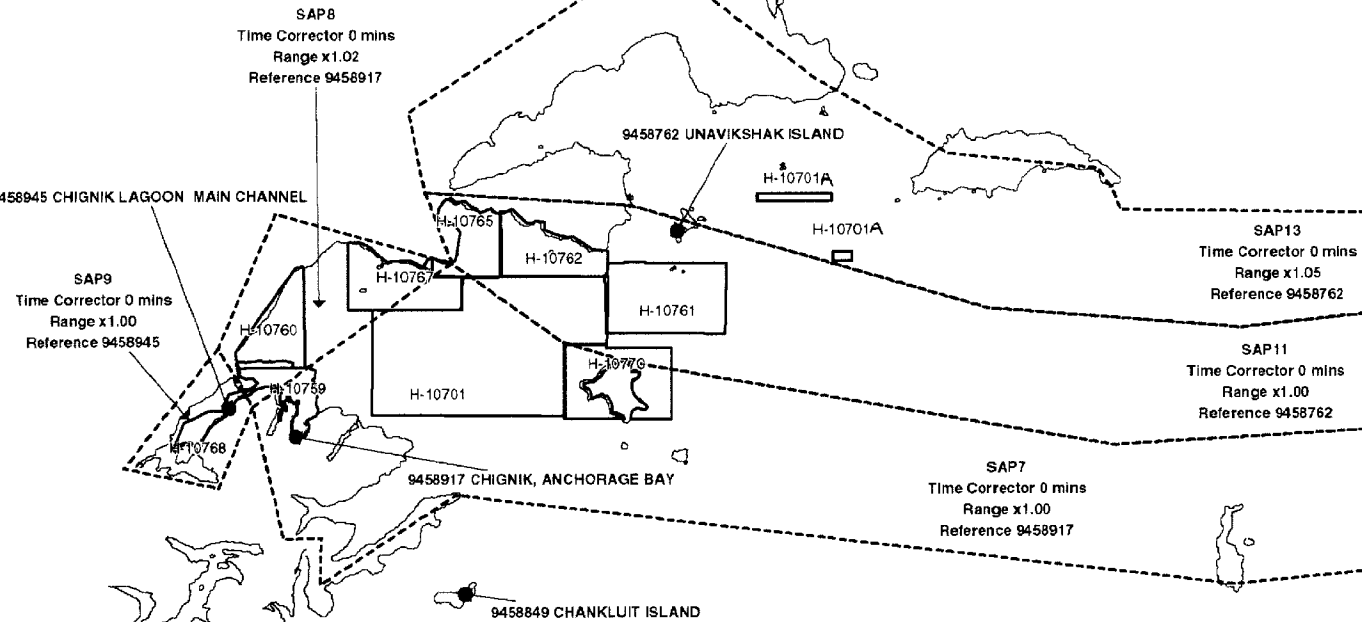 SAP8
Time Corrector 0 mins
Range x1.02
Reference 9458917
9458762 UNAVIKSHAK ISLAND
H-10701A
458945 CHIGNIK LAGOON MAIN CHANNEL
H-10765
H-10701A
SAP13
Time Corrector 0 mins
Range x1.05
Reference 9458762
H-10762
H-10767
SAP9
Time Corrector 0 mins
Range x1.00
Reference 9458945
H-10761
H-10760
SAP11
Time Corrector 0 mins
Range x1.00
Reference 9458762
H-10770
H-10759
H-10701
H-10768
9458917 CHIGNIK, ANCHORAGE BAY
SAP7
Time Corrector 0 mins
Range x1.00
Reference 9458917
9458849 CHANKLUIT ISLAND